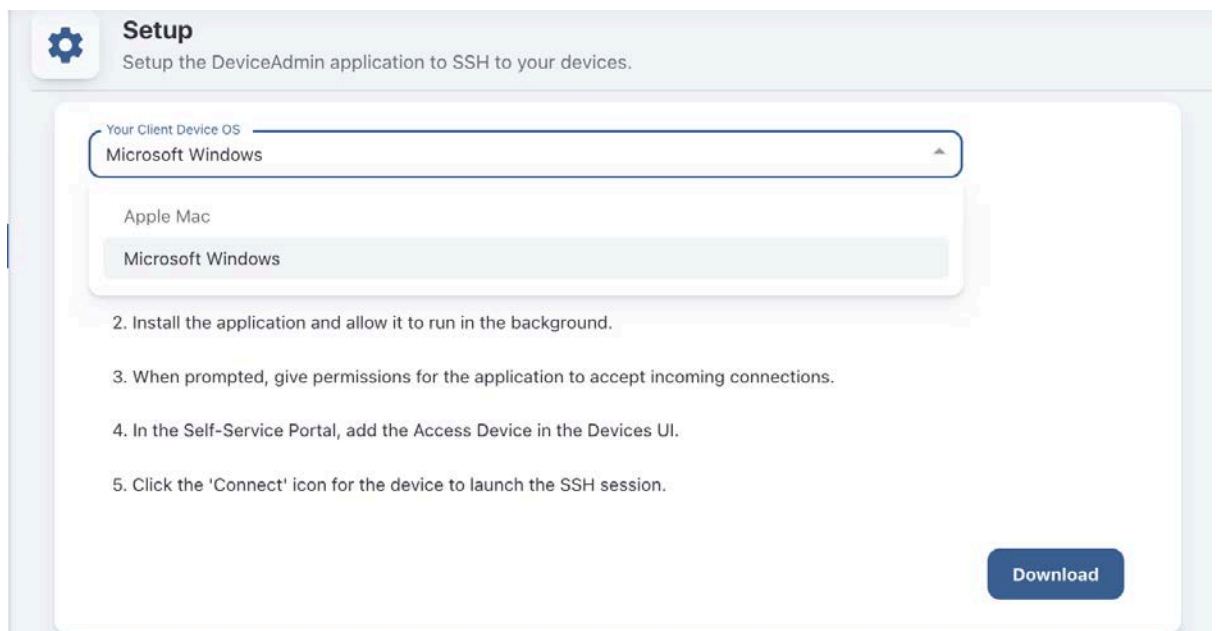 Setup
Setup the DeviceAdmin application to SSH to your devices.
Your Client Device OS
Microsoft Windows
Apple Mac
Microsoft Windows
2. Install the application and allow it to run in the background.
3. When prompted, give permissions for the application to accept incoming connections.
4. In the Self-Service Portal, add the Access Device in the Devices UI.
5. Click the 'Connect' icon for the device to launch the SSH session.
Download